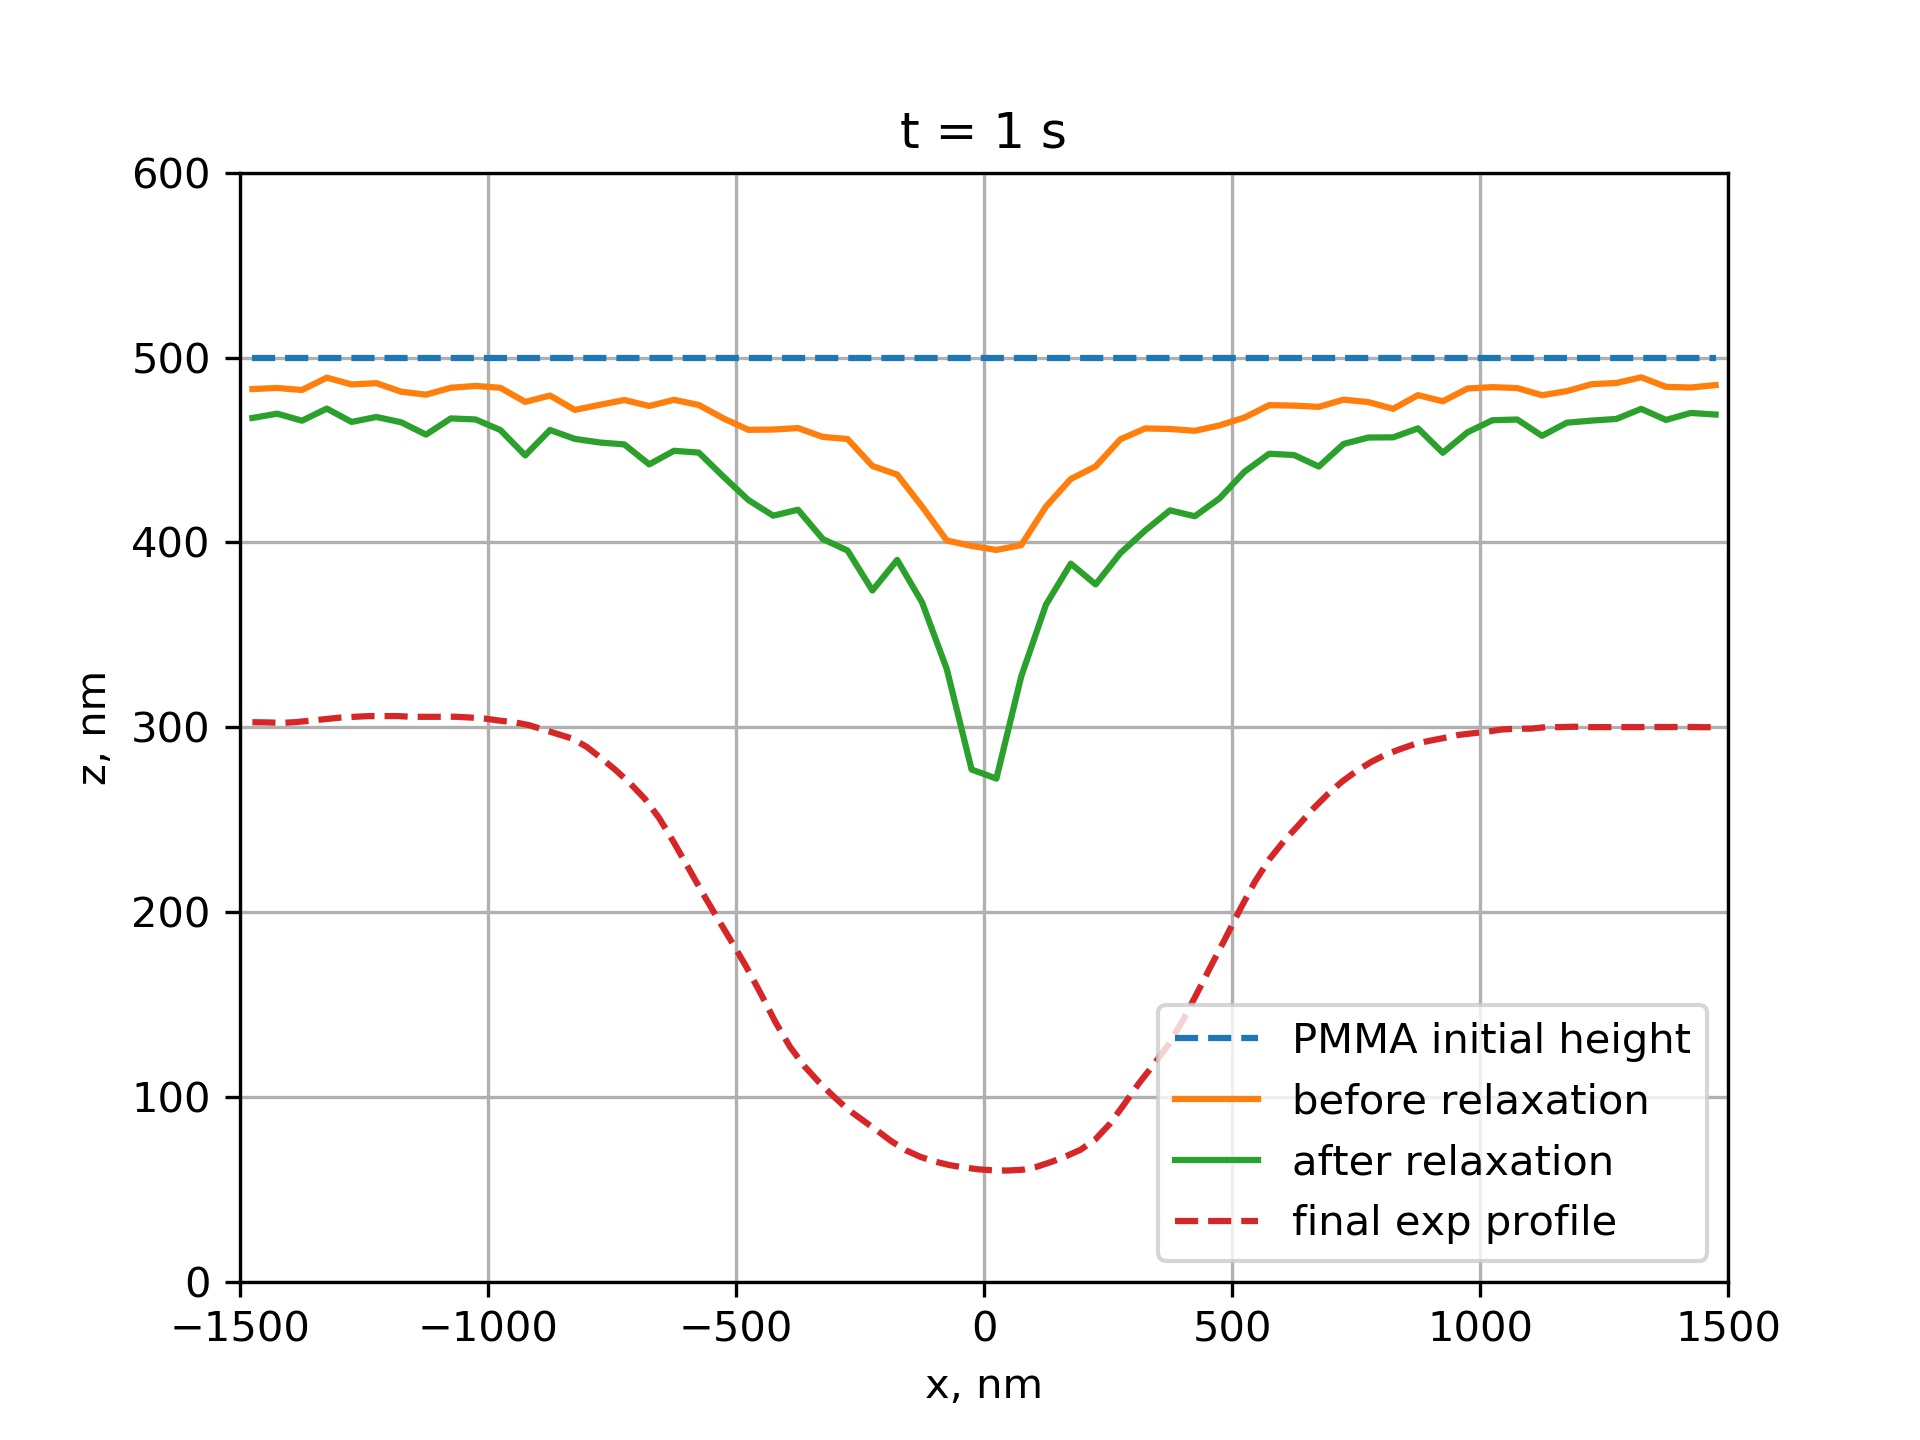 t = 1 s
600
500
400
300
200
100
0
z, nm
−1500 −1000 −500 0 500 1000 1500
x, nm
PMMA initial height
before relaxation
after relaxation
final exp profile